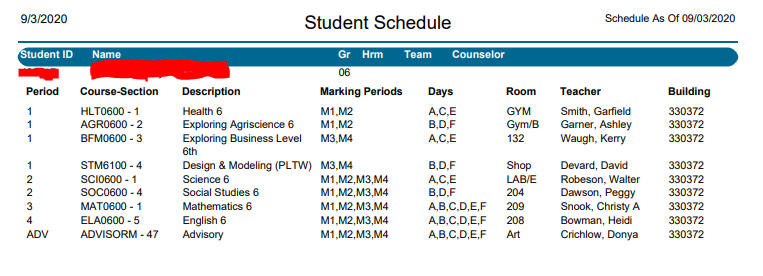 9/3/2020 Student Schedule Schedule As Of 09/03/2020
Student ID Name Gr Hrm Team Counselor
06
Period Course-Section Description Marking Periods Days Room Teacher Building
1 HLT0600 - 1 Health 6 M1,M2 A,C,E GYM Smith, Garfield 330372
1 AGR0600 - 2 Exploring Agriscience 6 M1,M2 B,D,F Gym/B Garner, Ashley 330372
1 BFM0600 - 3 Exploring Business Level M3,M4 A,C,E 132 Waugh, Kerry 330372
6th
1 STM6100 - 4 Design & Modeling (PLTW) M3,M4 B,D,F Shop Devard, David 330372
2 SCI0600 - 1 Science 6 M1,M2,M3,M4 A,C,E LAB/E Robeson, Walter 330372
2 SOC0600 - 4 Social Studies 6 M1,M2,M3,M4 B,D,F 204 Dawson, Peggy 330372
3 MAT0600 - 1 Mathematics 6 M1,M2,M3,M4 A,B,C,D,E,F 209 Snook, Christy A 330372
4 ELA0600 - 5 English 6 M1,M2,M3,M4 A,B,C,D,E,F 208 Bowman, Heidi 330372
ADV ADVISORM - 47 Advisory M1,M2,M3,M4 A,B,C,D,E,F Art Crichlow, Donya 330372